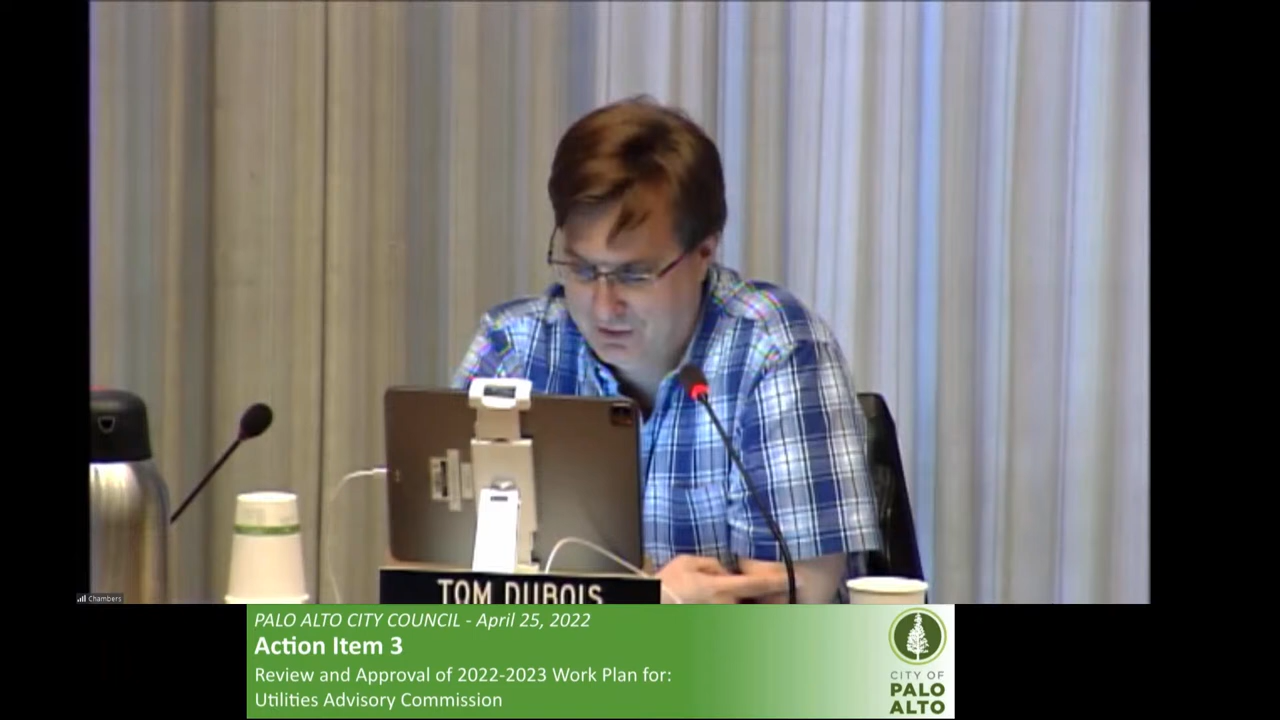 TOM DUBOIS
Chambers
PALO ALTO CITY COUNCIL - April 25, 2022
Action Item 3
Review and Approval of 2022-2023 Work Plan for:
Utilities Advisory Commission
CITY OF
PALO
ALTO